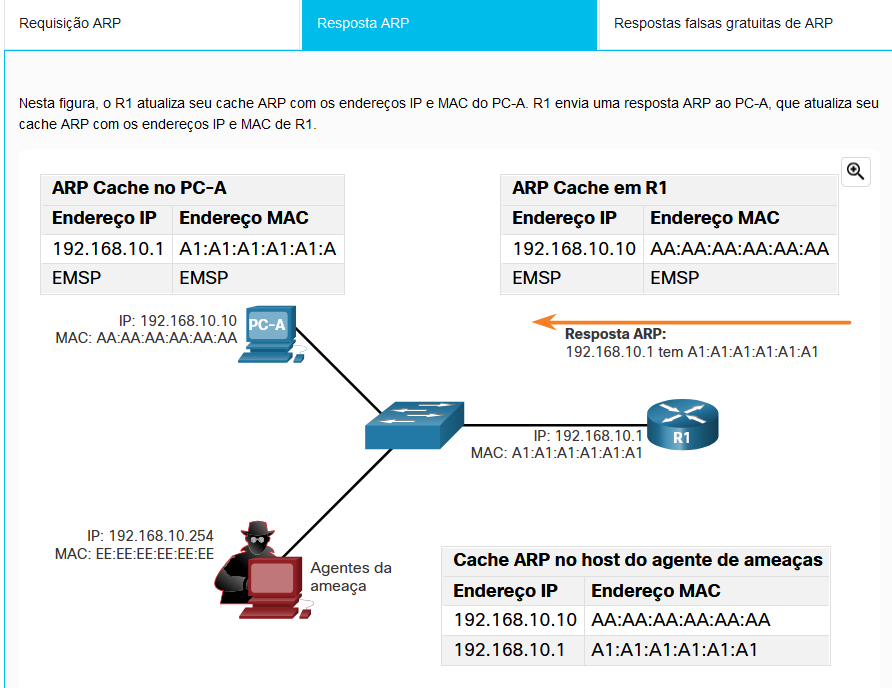 Requisição ARP
Resposta ARP
Respostas falsas gratuitas de ARP
Nesta figura, o R1 atualiza seu cache ARP com os endereços IP e MAC do PC-A. R1 envia uma resposta ARP ao PC-A, que atualiza seu
cache ARP com os endereços IP e MAC de R1.
ARP Cache no PC-A
Endereço IP Endereço MAC
192.168.10.1 A1:A1:A1:A1:A1:A
EMSP EMSP
ARP Cache em R1
Endereço IP Endereço MAC
192.168.10.10 AA:AA:AA:AA:AA:AA
EMSP EMSP
IP: 192.168.10.10
MAC: AA:AA:AA:AA:AA:AA
PC-A
Resposta ARP:
192.168.10.1 tem A1:A1:A1:A1:A1:A1
IP: 192.168.10.1
MAC: A1:A1:A1:A1:A1:A1
R1
IP: 192.168.10.254
MAC: EE:EE:EE:EE:EE:EE
Agentes da
ameaça
Cache ARP no host do agente de ameaças
Endereço IP Endereço MAC
192.168.10.10 AA:AA:AA:AA:AA:AA
192.168.10.1 A1:A1:A1:A1:A1:A1